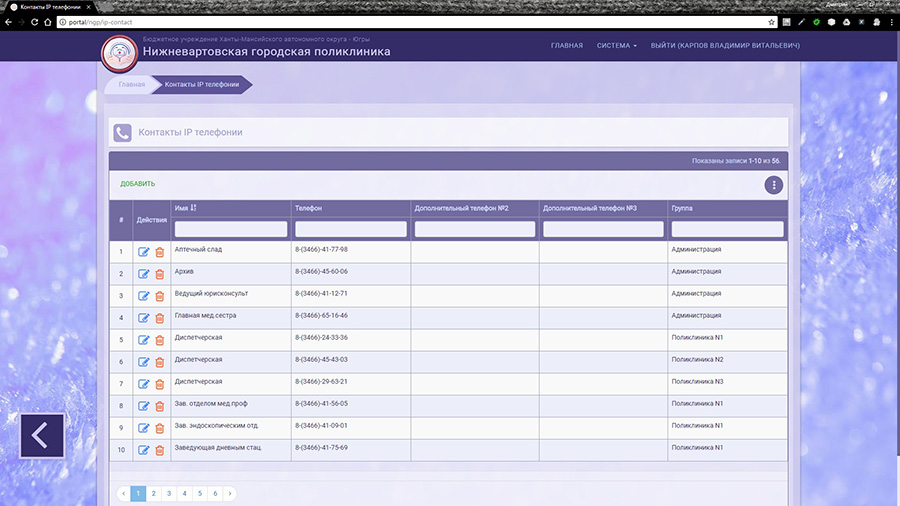 Контакты IP телефонии
Дмитрий
portal/ngp/ip-contact
Бюджетное учреждение Ханты-Мансийского автономного округа - Югры
Нижневартовская городская поликлиника
ГЛАВНАЯ СИСТЕМА ВЫЙТИ (КАРПОВ ВЛАДИМИР ВИТАЛЬЕВИЧ)
Главная Контакты IP телефонии
Контакты IP телефонии
Показаны записи 1-10 из 56.
ДОБАВИТЬ
# Действия Имя Телефон Дополнительный телефон №2 Дополнительный телефон №3 Группа
1 Аптечный слад 8-(3466)-41-77-98 Администрация
2 Архив 8-(3466)-45-60-06 Администрация
3 Ведущий юрисконсульт 8-(3466)-41-12-71 Администрация
4 Главная мед.сестра 8-(3466)-65-16-46 Администрация
5 Диспетчерская 8-(3466)-24-33-36 Поликлиника N1
6 Диспетчерская 8-(3466)-45-43-03 Поликлиника N2
7 Диспетчерская 8-(3466)-29-63-21 Поликлиника N3
8 Зав. отделом мед.проф 8-(3466)-41-56-05 Поликлиника N1
9 Зав. эндоскопическим отд. 8-(3466)-41-09-01 Поликлиника N1
10 Заведующая дневным стац. 8-(3466)-41-75-69 Поликлиника N1
‹ 1 2 3 4 5 6 ›